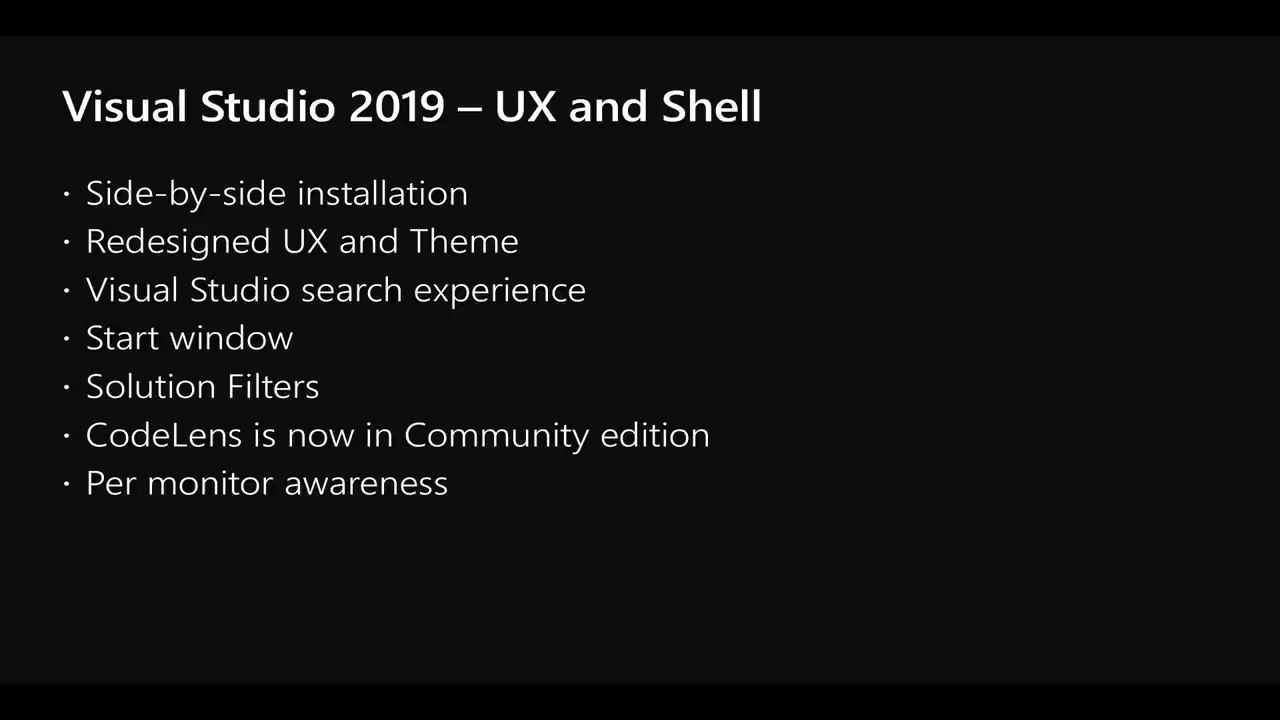 Visual Studio 2019 – UX and Shell
· Side-by-side installation
· Redesigned UX and Theme
· Visual Studio search experience
· Start window
· Solution Filters
· CodeLens is now in Community edition
· Per monitor awareness